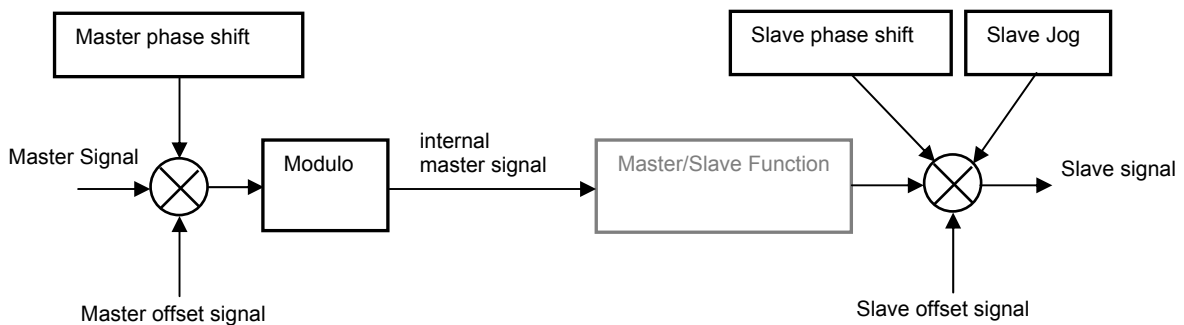 Master phase shift
Slave phase shift
Slave Jog
Master Signal
Modulo
internal
master signal
Master/Slave Function
Slave signal
Master offset signal
Slave offset signal